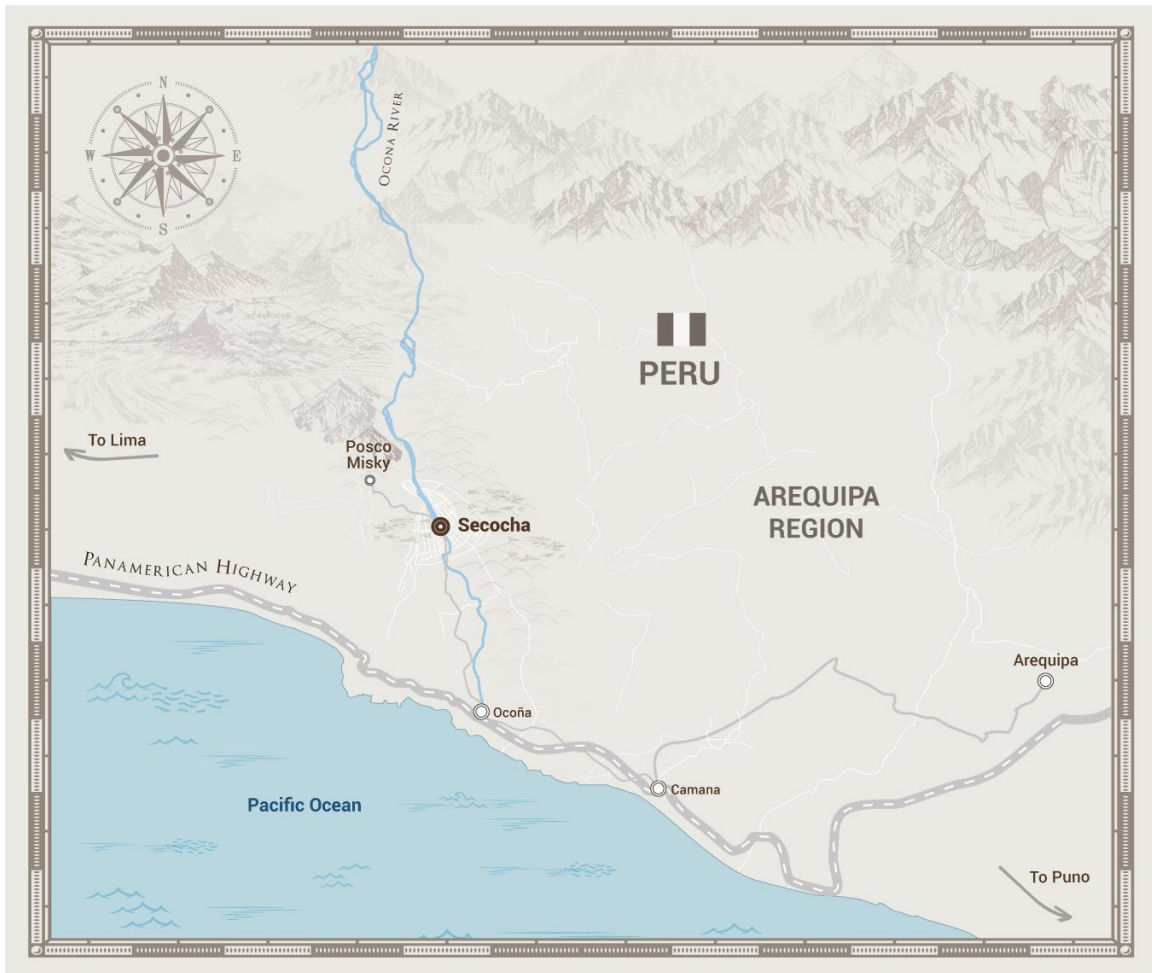 N
W
E
S
OCONA RIVER
PERU
To Lima
Posco
Misky
AREQUIPA
REGION
Secocha
PANAMERICAN HIGHWAY
Arequipa
Ocoña
Camana
Pacific Ocean
To Puno